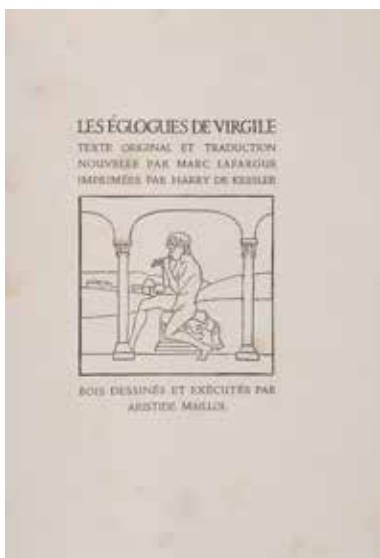 LES ÉGLOGUES DE VIRGILE
TEXTE ORIGINAL ET TRADUCTION
NOUVELLE PAR MARC LAFARGUE
IMPRIMÉES PAR HARRY DE KESSLER
BOIS DESSINÉS ET EXÉCUTÉS PAR
ARISTIDE MAILLOL